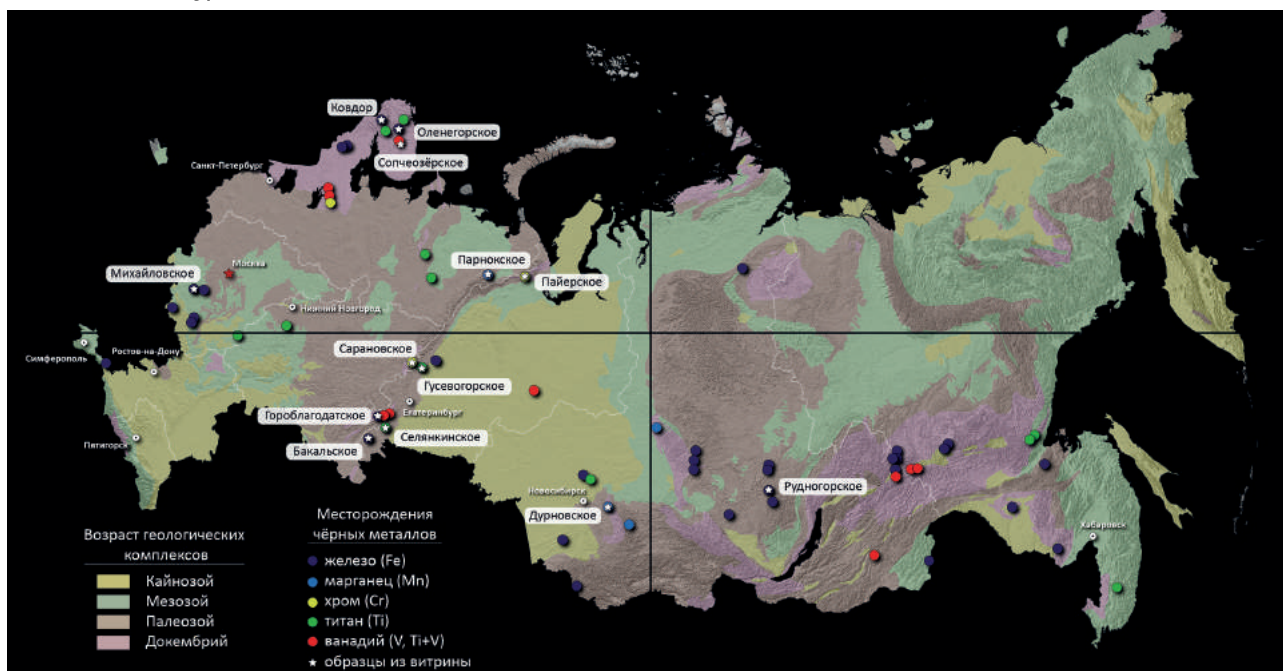 Ковдор
Оленегорское
Сопчеозёрское
Санкт-Петербург
Парнокское
Пайерское
Москва
Михайловское
Нижний Новгород
Симферополь
Ростов-на-Дону
Сарановское
Гусевогорское
Гороблагодатское
Екатеринбург
Селянкинское
Пятигорск
Бакальское
Рудногорское
Новосибирск
Дурновское
Хабаровск
Возраст геологических
комплексов
Кайнозой
Мезозой
Палеозой
Докембрий
Месторождения
чёрных металлов
железо (Fe)
марганец (Mn)
хром (Cr)
титан (Ti)
ванадий (V, Ti+V)
образцы из витрины